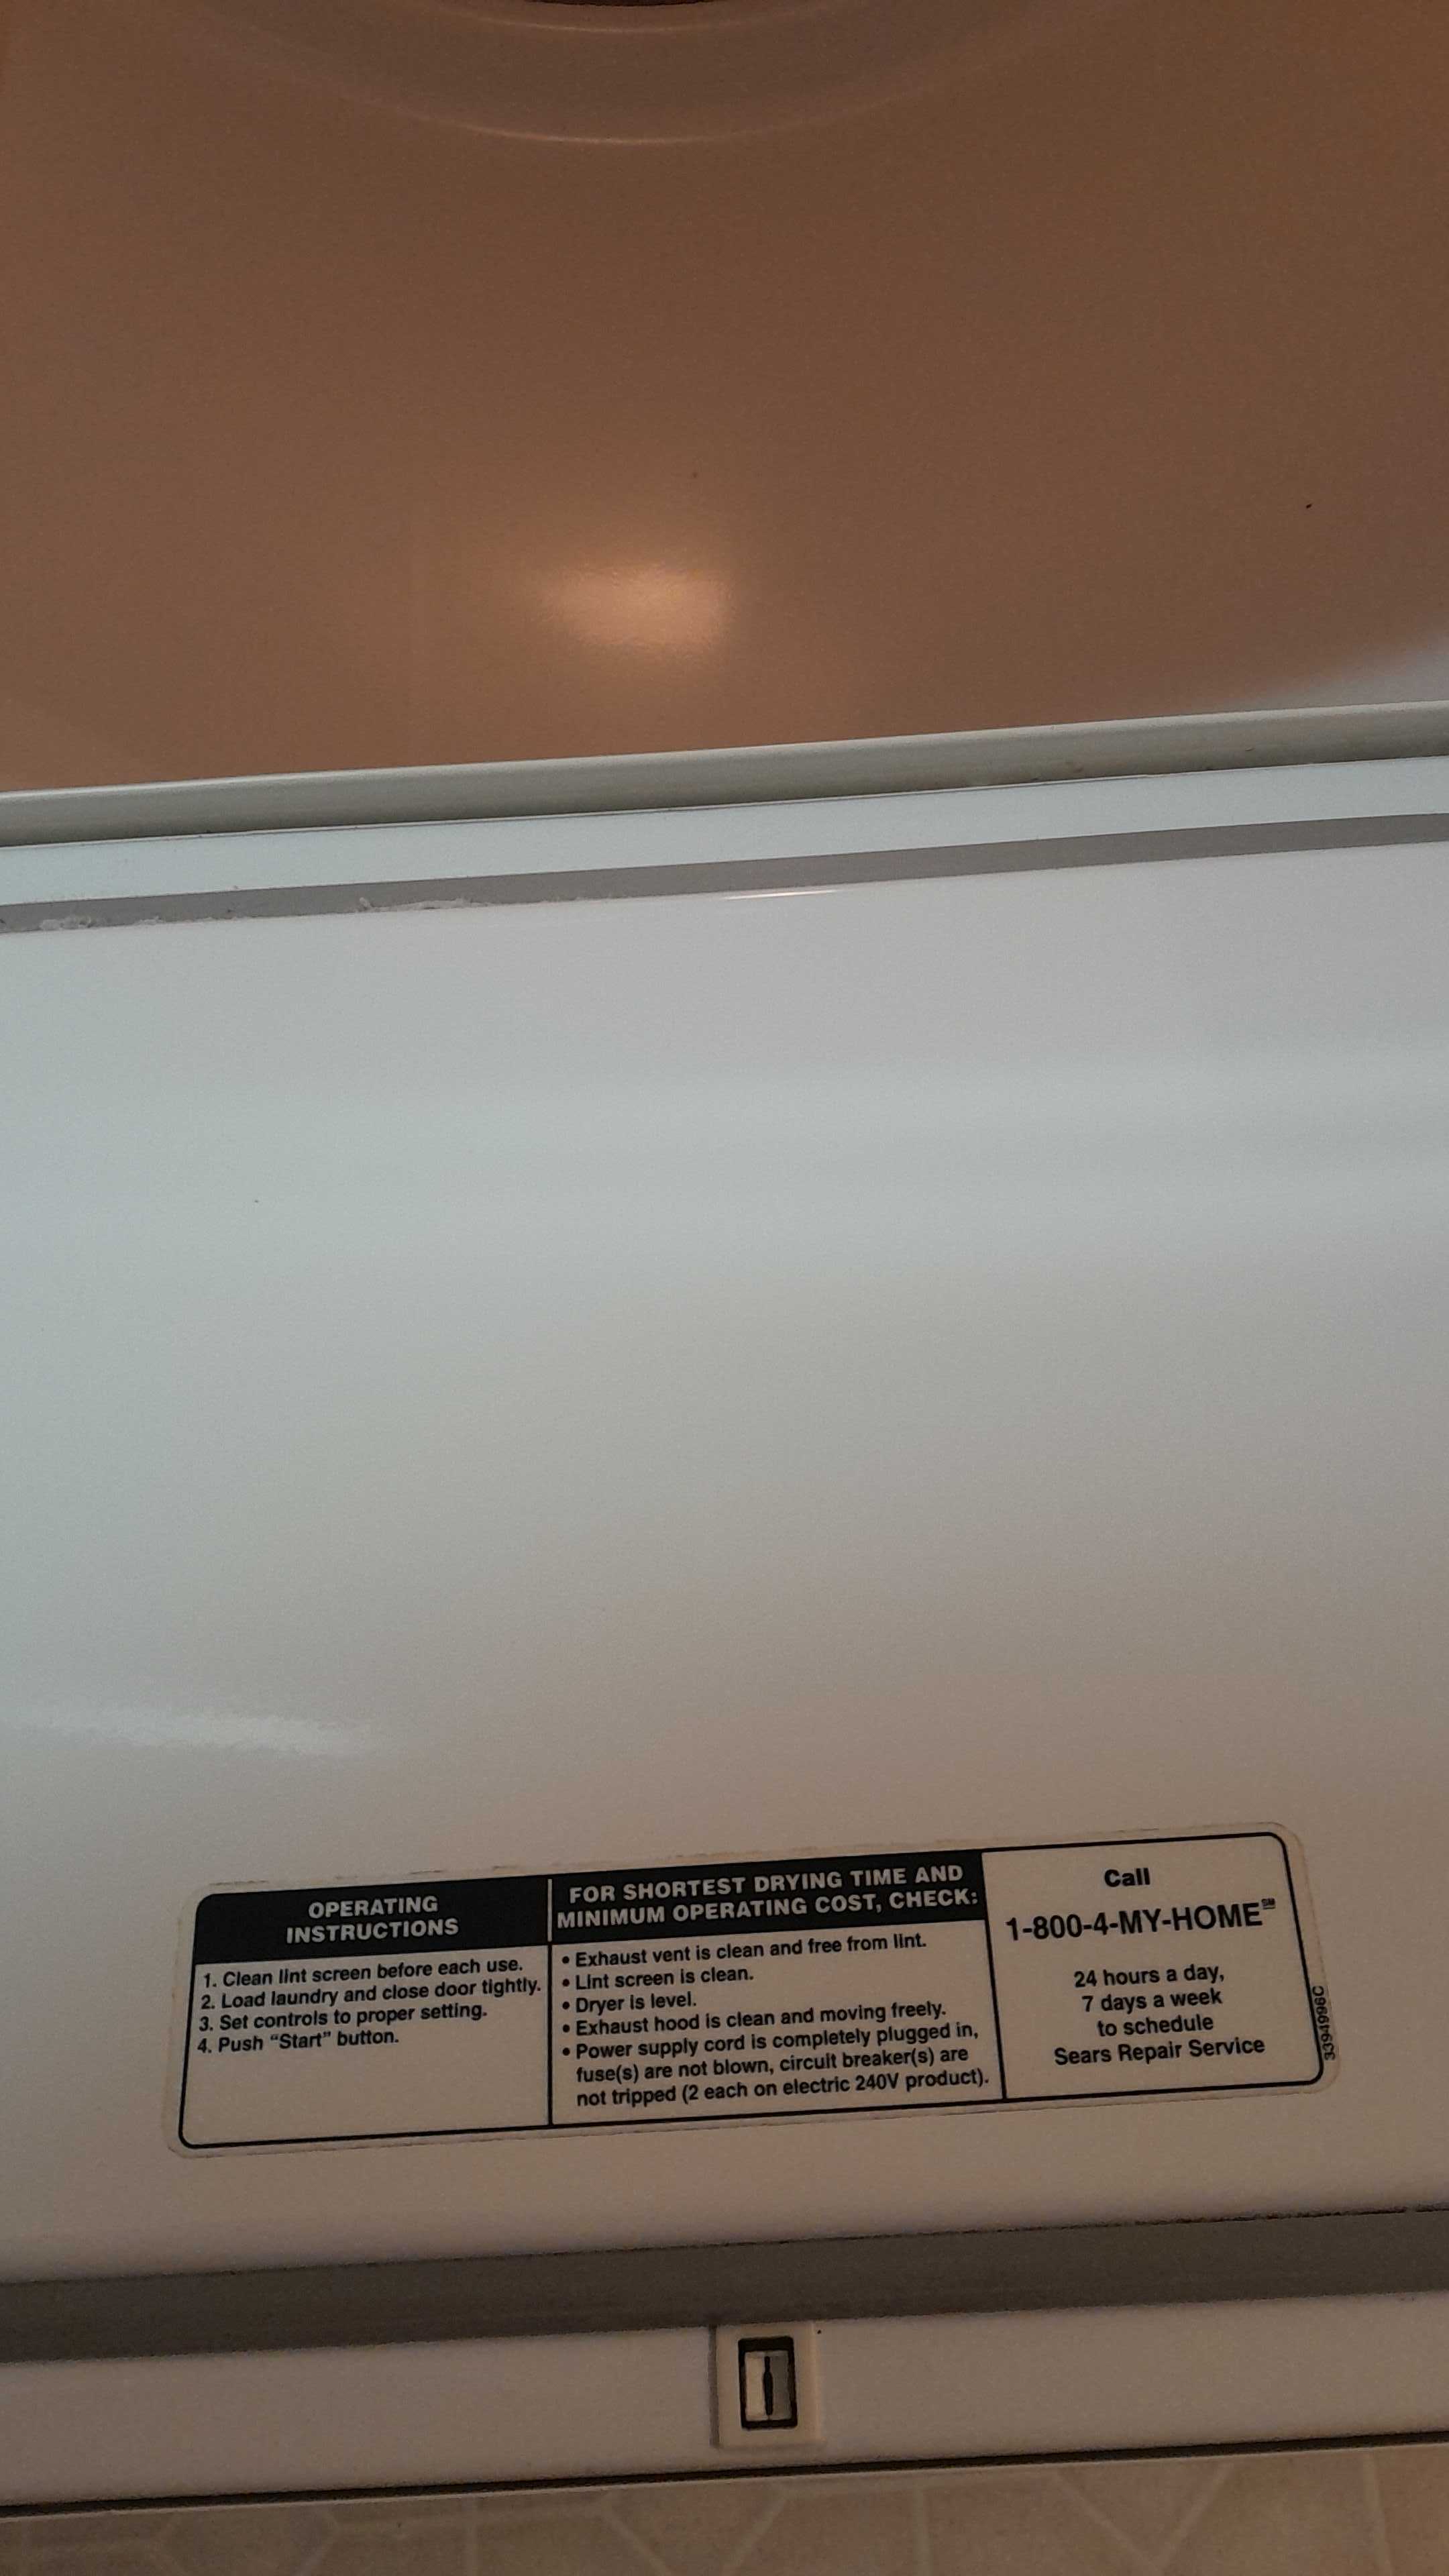 OPERATING
INSTRUCTIONS
1. Clean lint screen before each use.
2. Load laundry and close door tightly.
3. Set controls to proper setting.
4. Push “Start” button.
FOR SHORTEST DRYING TIME AND
MINIMUM OPERATING COST, CHECK:
• Exhaust vent is clean and free from lint.
• Lint screen is clean.
• Dryer is level.
• Exhaust hood is clean and moving freely.
• Power supply cord is completely plugged in,
fuse(s) are not blown, circuit breaker(s) are
not tripped (2 each on electric 240V product).
Call
1-800-4-MY-HOME℠
24 hours a day,
7 days a week
to schedule
Sears Repair Service
3394996C